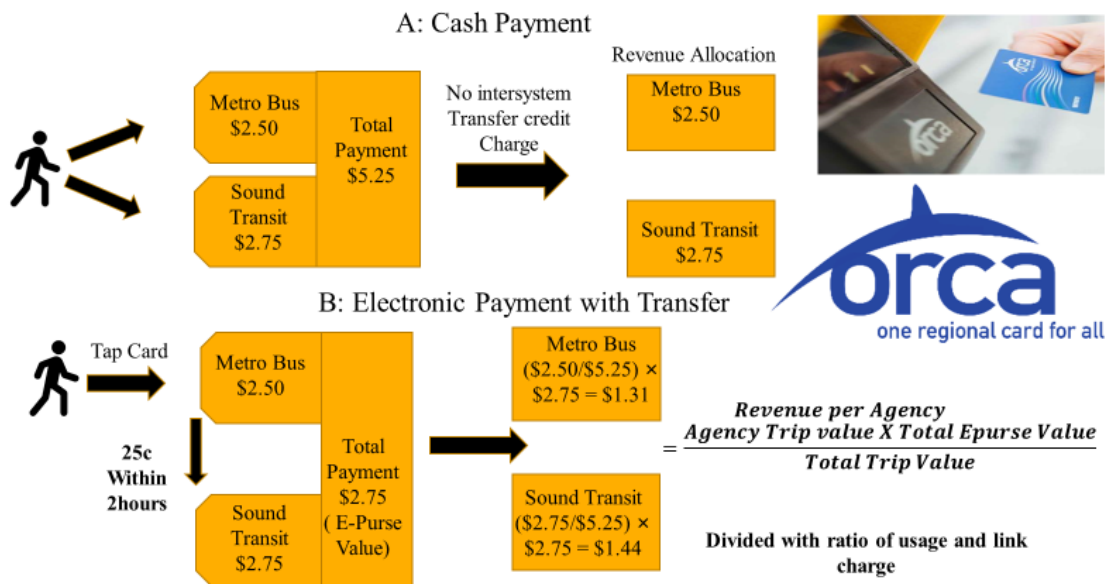 A: Cash Payment
Metro Bus
$2.50
Sound
Transit
$2.75
Total
Payment
$5.25
No intersystem
Transfer credit
Charge
Revenue Allocation
Metro Bus
$2.50
Sound Transit
$2.75
orca
orca
orca
one regional card for all
B: Electronic Payment with Transfer
Tap Card
25c
Within
2hours
Metro Bus
$2.50
Sound
Transit
$2.75
Total
Payment
$2.75
( E-Purse
Value)
Metro Bus
($2.50/$5.25) ×
$2.75 = $1.31
Sound Transit
($2.75/$5.25) ×
$2.75 = $1.44
Revenue per Agency
= Agency Trip value X Total Epurse Value
Total Trip Value
Divided with ratio of usage and link
charge